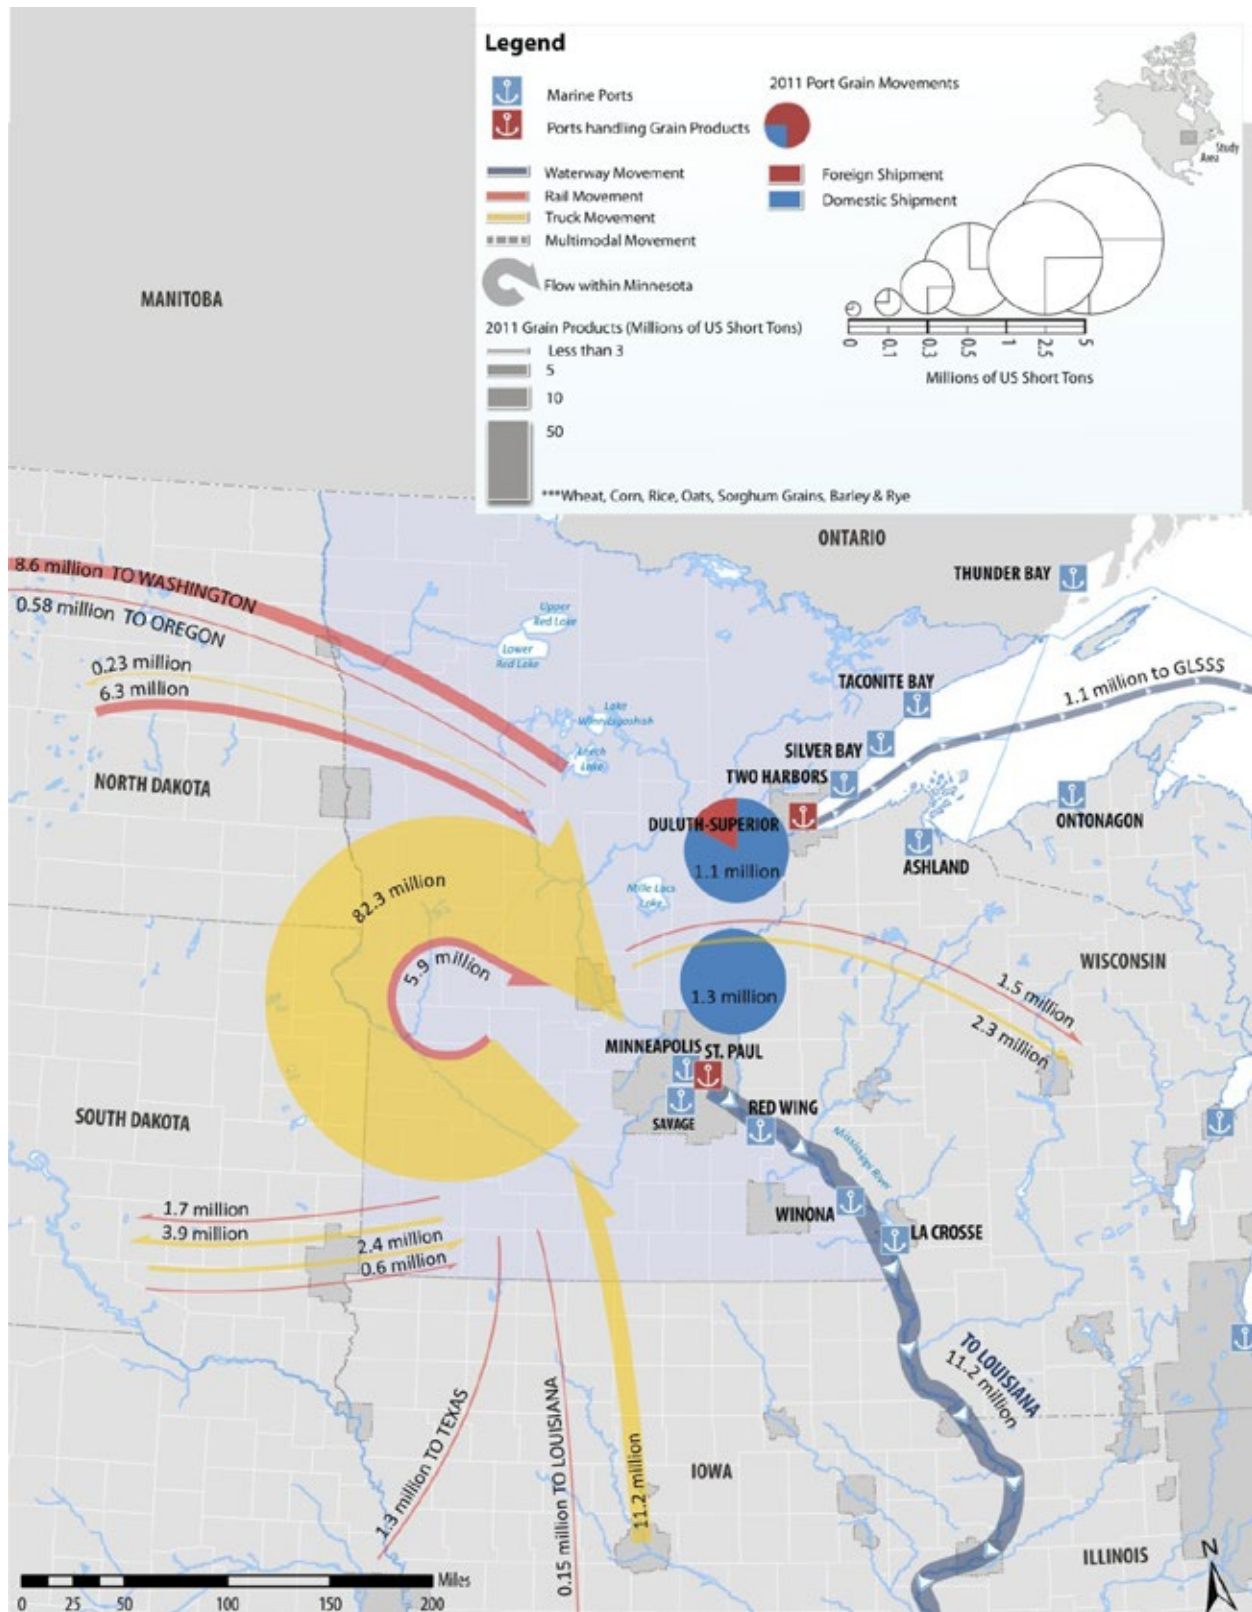 Legend
Marine Ports
Ports handling Grain Products
Waterway Movement
Rail Movement
Truck Movement
Multimodal Movement
Flow within Minnesota
2011 Grain Products (Millions of US Short Tons)
Less than 3
5
10
50
2011 Port Grain Movements
Foreign Shipment
Domestic Shipment
Study
Area
0
0.1
0.3
0.5
1
2.5
5
Millions of US Short Tons
***Wheat, Corn, Rice, Oats, Sorghum Grains, Barley & Rye
MANITOBA
ONTARIO
THUNDER BAY
8.6 million TO WASHINGTON
0.58 million TO OREGON
0.23 million
6.3 million
Upper
Red Lake
Lower
Red Lake
Lake
Winnibigoshish
Leech
Lake
TACONITE BAY
1.1 million to GLSSS
SILVER BAY
TWO HARBORS
NORTH DAKOTA
DULUTH-SUPERIOR
ONTONAGON
ASHLAND
1.1 million
82.3 million
Mille Lacs
Lake
5.9 million
WISCONSIN
1.3 million
1.5 million
2.3 million
MINNEAPOLIS
ST. PAUL
SAVAGE
RED WING
Mississippi River
SOUTH DAKOTA
1.7 million
3.9 million
2.4 million
0.6 million
WINONA
LA CROSSE
TO LOUISIANA
11.2 million
1.3 million TO TEXAS
0.15 million TO LOUISIANA
11.2 million
IOWA
ILLINOIS
N
Miles
0
25
50
100
150
200